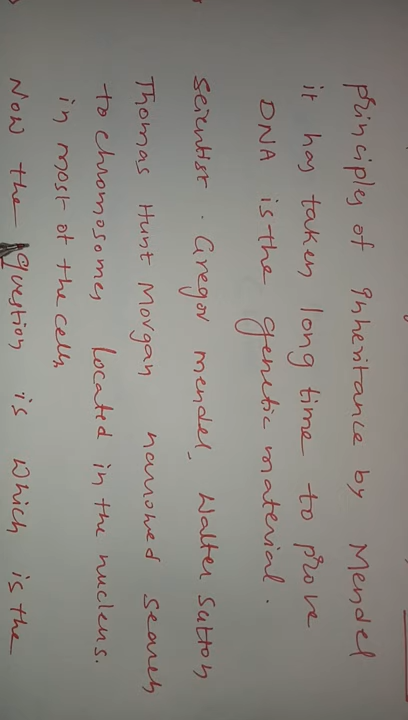 Principles of Inheritance by Mendel
it has taken long time to prove
DNA is the genetic material.
Scientist. Gregor mendel, Walter Sutton
Thomas Hunt Morgan narrowed search
to chromosomes located in the nucleus.
in most of the cells
Now the question is which is the